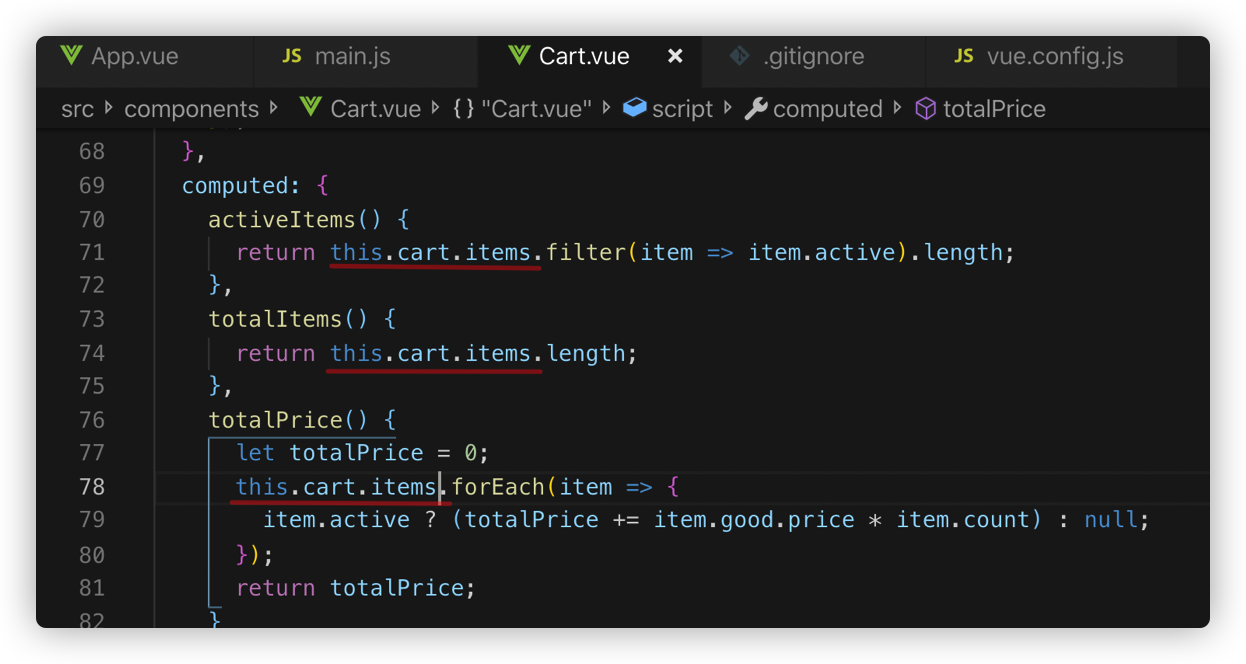 App.vue JS main.js Cart.vue × .gitignore JS vue.config.js
src › components › Cart.vue › {} "Cart.vue" › script › computed › totalPrice
68 },
69 computed: {
70 activeItems() {
71 return this.cart.items.filter(item => item.active).length;
72 },
73 totalItems() {
74 return this.cart.items.length;
75 },
76 totalPrice() {
77 let totalPrice = 0;
78 this.cart.items.forEach(item => {
79 item.active ? (totalPrice += item.good.price * item.count) : null;
80 });
81 return totalPrice;
82 }